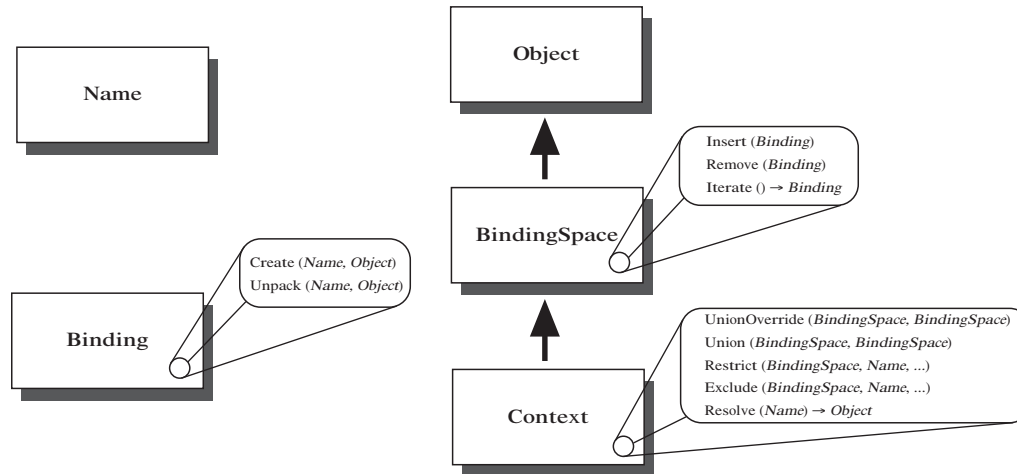 Name
Object
Insert (Binding)
Remove (Binding)
Iterate () → Binding
BindingSpace
Create (Name, Object)
Unpack (Name, Object)
Binding
UnionOverride (BindingSpace, BindingSpace)
Union (BindingSpace, BindingSpace)
Restrict (BindingSpace, Name, ...)
Exclude (BindingSpace, Name, ...)
Resolve (Name) → Object
Context